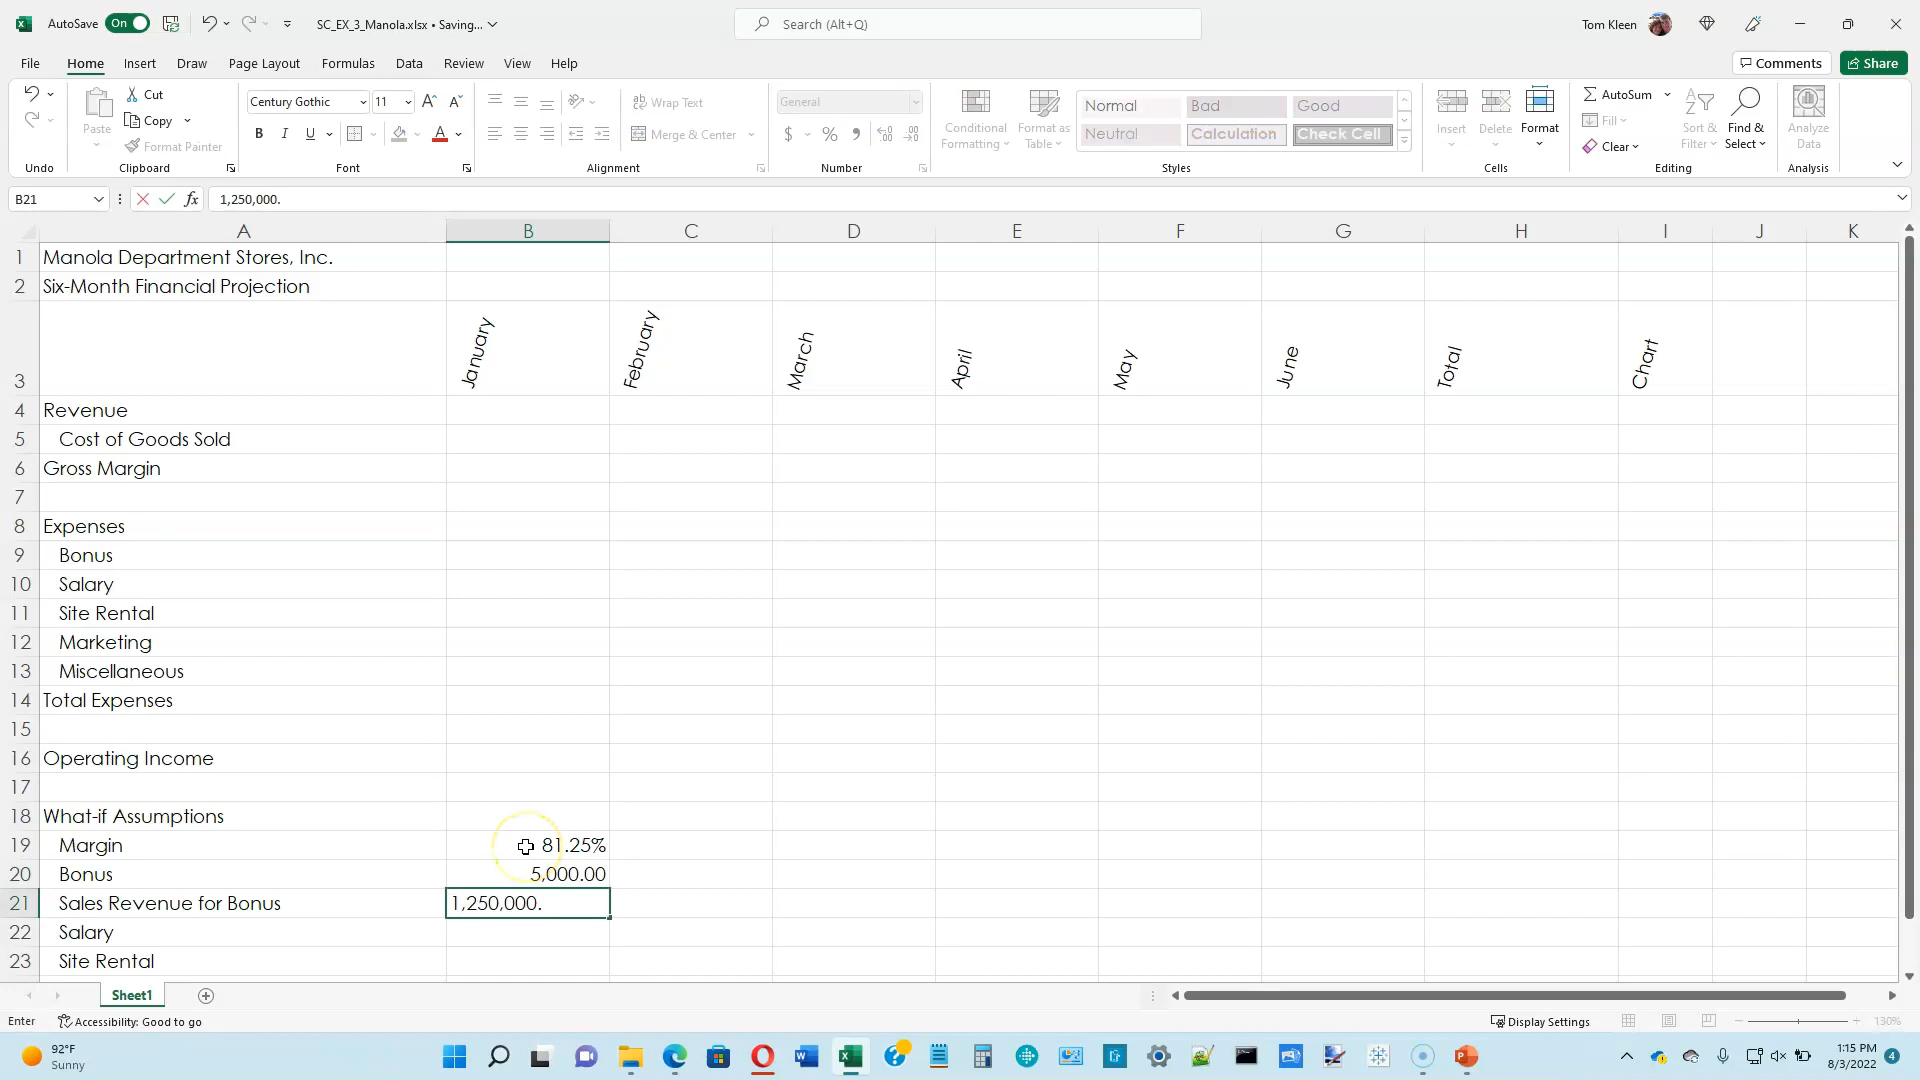 AutoSave On SC_EX_3_Manola.xlsx • Saving... Search (Alt+Q) Tom Kleen
File Home Insert Draw Page Layout Formulas Data Review View Help Comments Share
Paste Cut Copy Format Painter
Century Gothic 11
B I U A
Wrap Text
Merge & Center
General
$ % ,
Conditional Formatting Format as Table
Normal Bad Good
Neutral Calculation Check Cell
Insert Delete Format
AutoSum Fill Clear
Sort & Filter Find & Select
Analyze Data
Undo Clipboard Font Alignment Number Styles Cells Editing Analysis
B21 fx 1,250,000.
A B C D E F G H I J K
1 Manola Department Stores, Inc.
2 Six-Month Financial Projection
3 January February March April May June Total Chart
4 Revenue
5 Cost of Goods Sold
6 Gross Margin
7
8 Expenses
9 Bonus
10 Salary
11 Site Rental
12 Marketing
13 Miscellaneous
14 Total Expenses
15
16 Operating Income
17
18 What-if Assumptions
19 Margin 81.25%
20 Bonus 5,000.00
21 Sales Revenue for Bonus 1,250,000.
22 Salary
23 Site Rental
Sheet1
Enter Accessibility: Good to go Display Settings 130%
92°F
Sunny
1:15 PM
8/3/2022 4